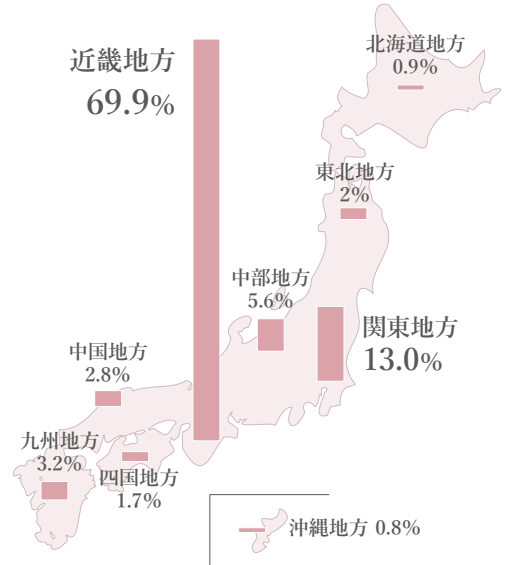 北海道地方
0.9%
近畿地方
69.9%
東北地方
2%
中部地方
5.6%
関東地方
13.0%
中国地方
2.8%
九州地方
3.2%
四国地方
1.7%
沖縄地方 0.8%